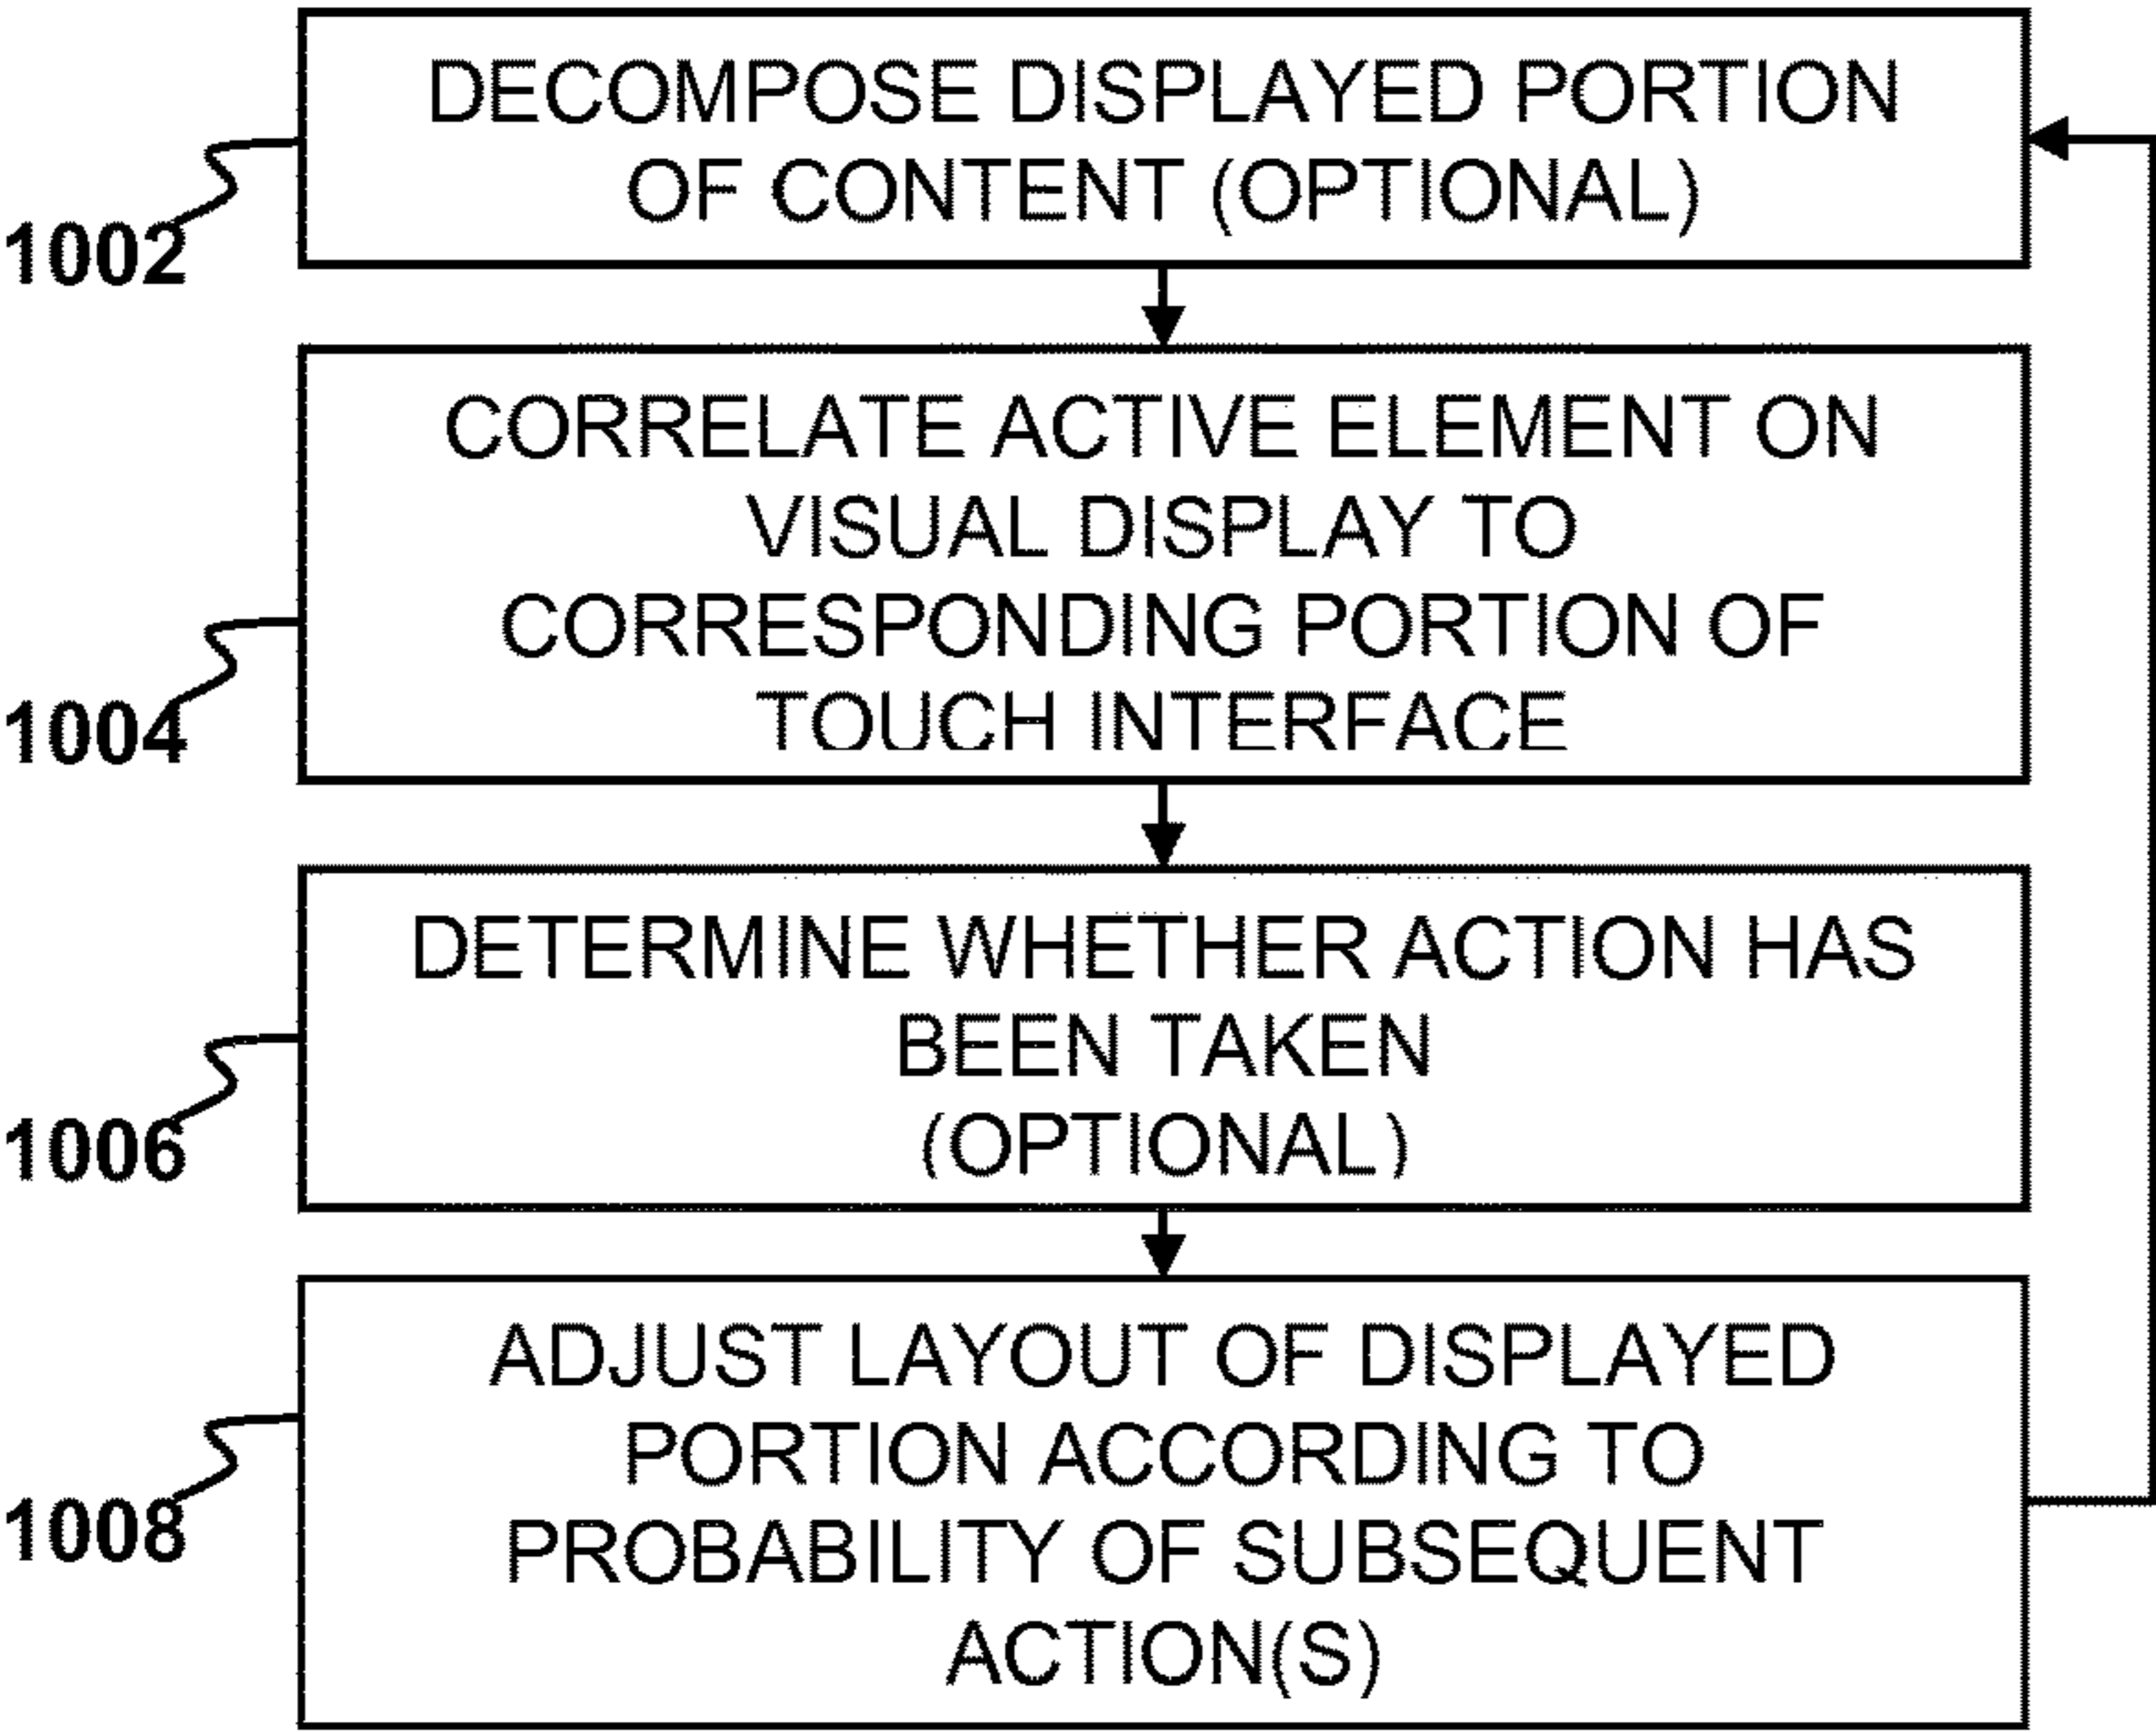 DECOMPOSE DISPLAYED PORTION
OF CONTENT (OPTIONAL)
1002
CORRELATE ACTIVE ELEMENT ON
VISUAL DISPLAY TO
CORRESPONDING PORTION OF
TOUCH INTERFACE
1004
DETERMINE WHETHER ACTION HAS
BEEN TAKEN
(OPTIONAL)
1006
ADJUST LAYOUT OF DISPLAYED
PORTION ACCORDING TO
PROBABILITY OF SUBSEQUENT
ACTION(S)
1008